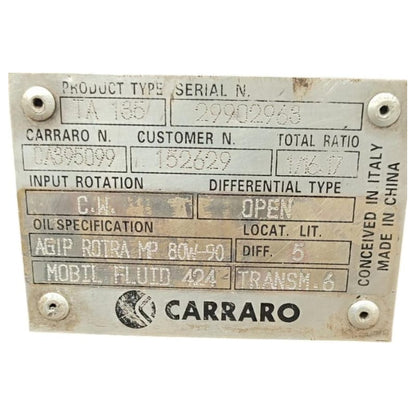 PRODUCT TYPE SERIAL N.
TA 135 29902963
CARRARO N. CUSTOMER N. TOTAL RATIO
CA395099 152629 1/16.17
INPUT ROTATION DIFFERENTIAL TYPE
C.W. OPEN
OIL SPECIFICATION LOCAT. LIT.
AGIP ROTRA MP 80W-90 DIFF. 5
MOBIL FLUID 424 TRANSM. 6
CARRARO
CONCEIVED IN ITALY
MADE IN CHINA